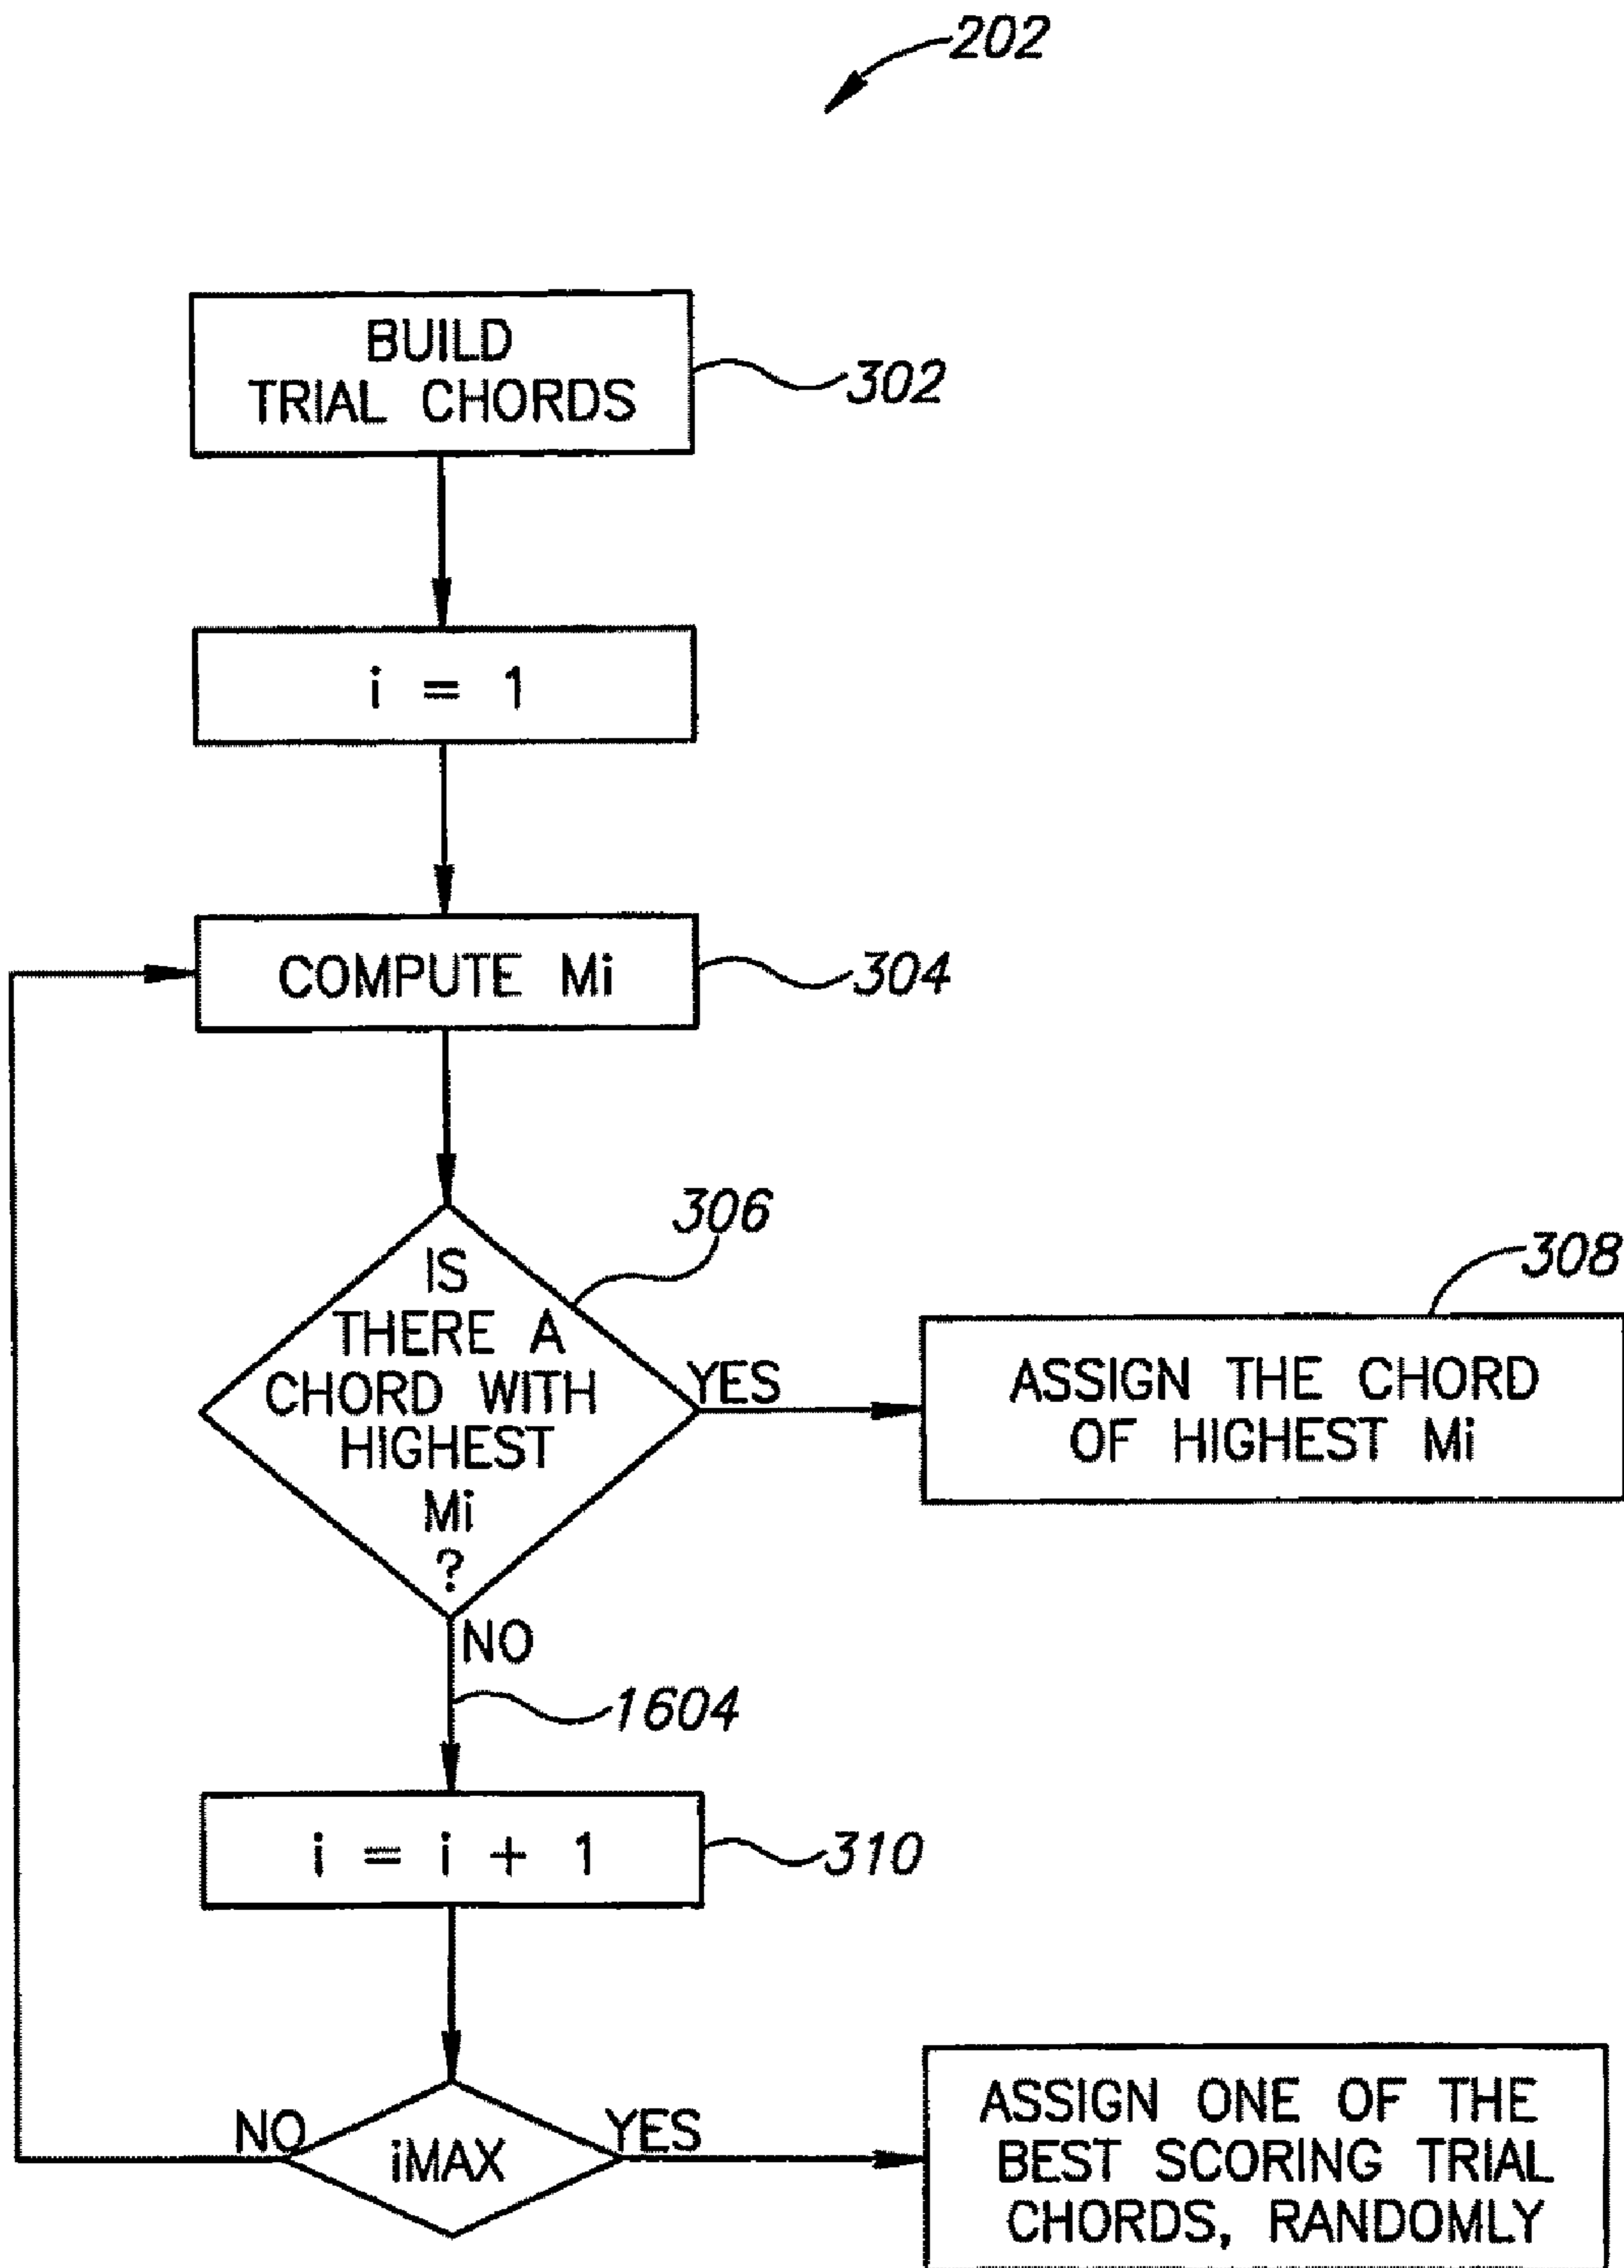 202
BUILD
TRIAL CHORDS
302
i = 1
COMPUTE Mi
304
306
IS
THERE A
CHORD WITH
HIGHEST
Mi
?
YES
308
ASSIGN THE CHORD
OF HIGHEST Mi
NO
1604
i = i + 1
310
NO
iMAX
YES
ASSIGN ONE OF THE
BEST SCORING TRIAL
CHORDS, RANDOMLY